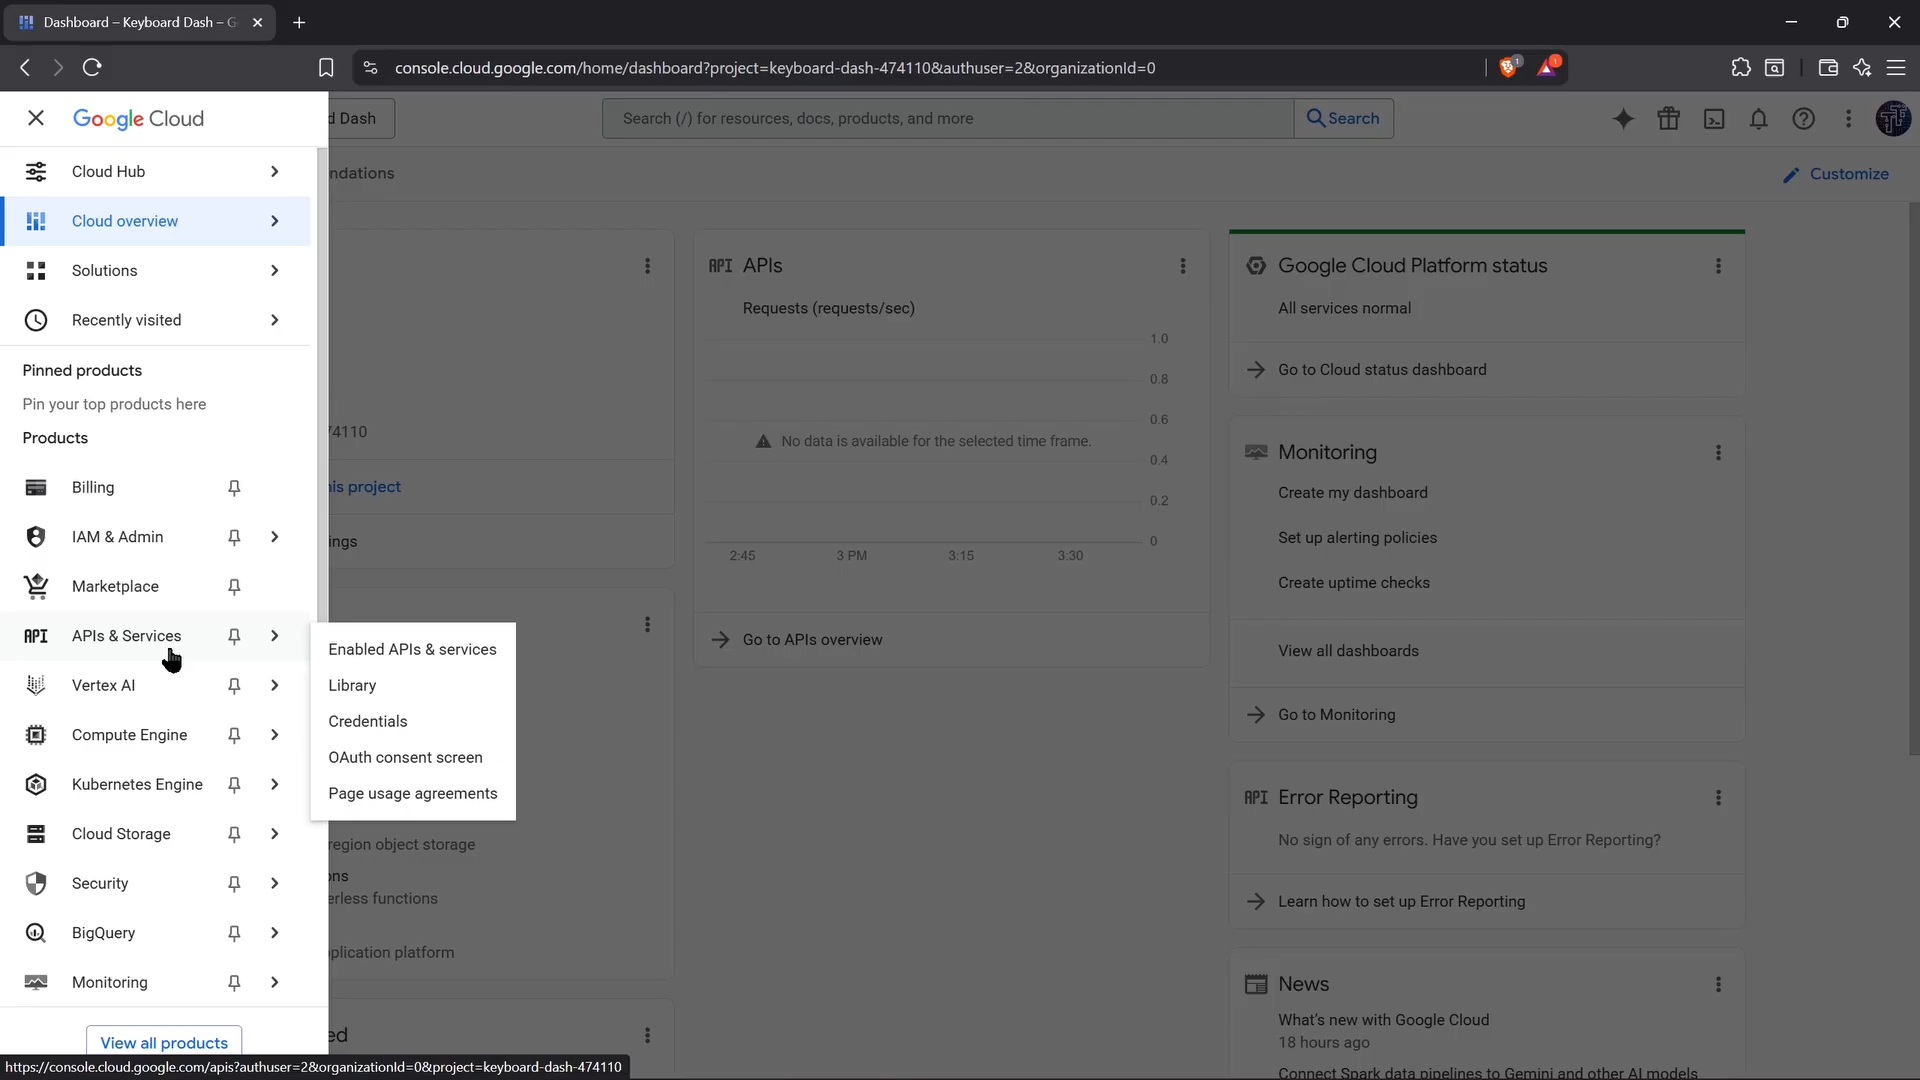 Dashboard – Keyboard Dash – G
console.cloud.google.com/home/dashboard?project=keyboard-dash-474110&authuser=2&organizationId=0
1
1
Google Cloud
d Dash
Search (/) for resources, docs, products, and more
Search
Cloud Hub
Cloud overview
Solutions
Recently visited
Pinned products
Pin your top products here
Products
Billing
IAM & Admin
Marketplace
API APIs & Services
Vertex AI
Compute Engine
Kubernetes Engine
Cloud Storage
Security
BigQuery
Monitoring
View all products
Enabled APIs & services
Library
Credentials
OAuth consent screen
Page usage agreements
ndations
Customize
74110
his project
ings
region object storage
ons
erless functions
plication platform
ed
API APIs
Requests (requests/sec)
1.0
0.8
0.6
No data is available for the selected time frame.
0.4
0.2
0
2:45 3 PM 3:15 3:30
Go to APIs overview
Google Cloud Platform status
All services normal
Go to Cloud status dashboard
Monitoring
Create my dashboard
Set up alerting policies
Create uptime checks
View all dashboards
Go to Monitoring
API Error Reporting
No sign of any errors. Have you set up Error Reporting?
Learn how to set up Error Reporting
News
What's new with Google Cloud
18 hours ago
Connect Spark data pipelines to Gemini and other AI models
https://console.cloud.google.com/apis?authuser=2&organizationId=0&project=keyboard-dash-474110